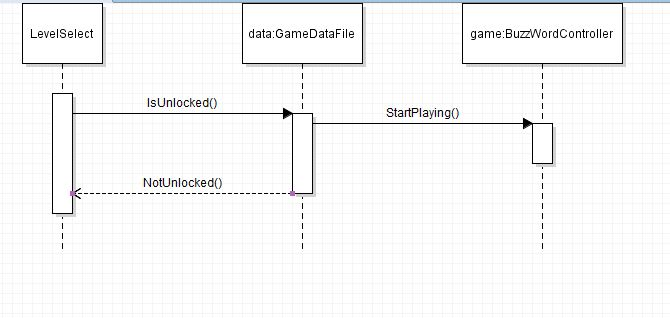 LevelSelect
data:GameDataFile
game:BuzzWordController
IsUnlocked()
StartPlaying()
NotUnlocked()